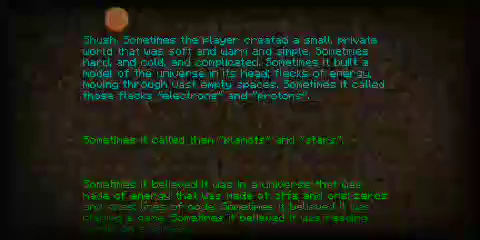 Shush. Sometimes the player created a small, private
world that was soft and warm and simple. Sometimes
hard, and cold, and complicated. Sometimes it built a
model of the universe in its head; flecks of energy,
moving through vast empty spaces. Sometimes it called
those flecks "electrons" and "protons".
Sometimes it called them "planets" and "stars".
Sometimes it believed it was in a universe that was
made of energy that was made of offs and ons; zeros
and ones; lines of code. Sometimes it believed it was
playing a game. Sometimes it believed it was reading